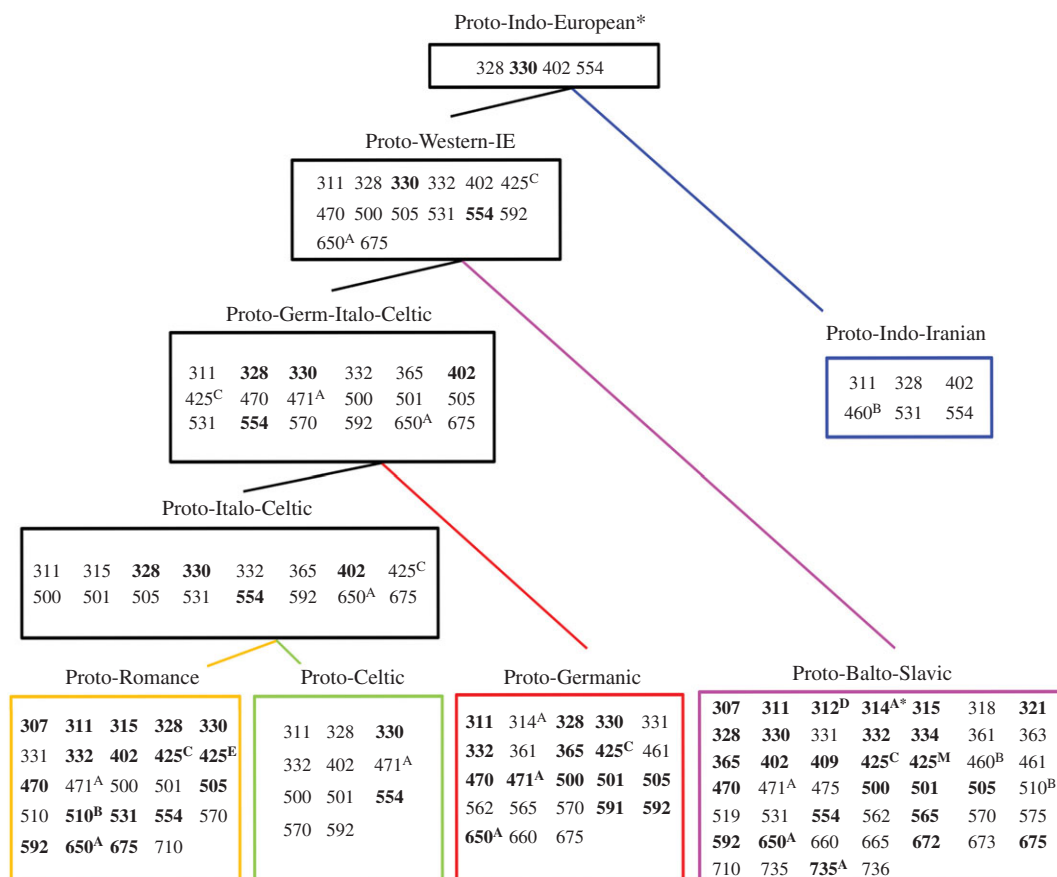 Proto-Indo-European*
328 330 402 554
Proto-Western-IE
311 328 330 332 402 425ᶜ
470 500 505 531 554 592
650ᴬ 675
Proto-Germ-Italo-Celtic
311 328 330 332 365 402
425ᶜ 470 471ᴬ 500 501 505
531 554 570 592 650ᴬ 675
Proto-Indo-Iranian
311 328 402
460ᴮ 531 554
Proto-Italo-Celtic
311 315 328 330 332 365 402 425ᶜ
500 501 505 531 554 592 650ᴬ 675
Proto-Romance
307 311 315 328 330
331 332 402 425ᶜ 425ᴱ
470 471ᴬ 500 501 505
510 510ᴮ 531 554 570
592 650ᴬ 675 710
Proto-Celtic
311 328 330
332 402 471ᴬ
500 501 554
570 592
Proto-Germanic
311 314ᴬ 328 330 331
332 361 365 425ᶜ 461
470 471ᴬ 500 501 505
562 565 570 591 592
650ᴬ 660 675
Proto-Balto-Slavic
307 311 312ᴰ 314ᴬ* 315 318 321
328 330 331 332 334 361 363
365 402 409 425ᶜ 425ᴹ 460ᴮ 461
470 471ᴬ 475 500 501 505 510ᴮ
519 531 554 562 565 570 575
592 650ᴬ 660 665 672 673 675
710 735 735ᴬ 736